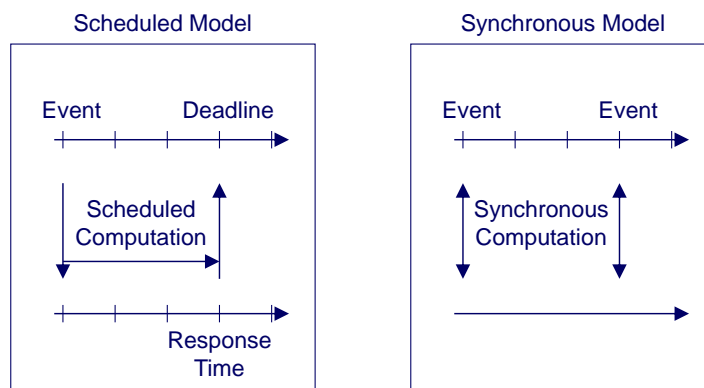 Scheduled Model
Event
Deadline
Scheduled
Computation
Response
Time
Synchronous Model
Event
Event
Synchronous
Computation